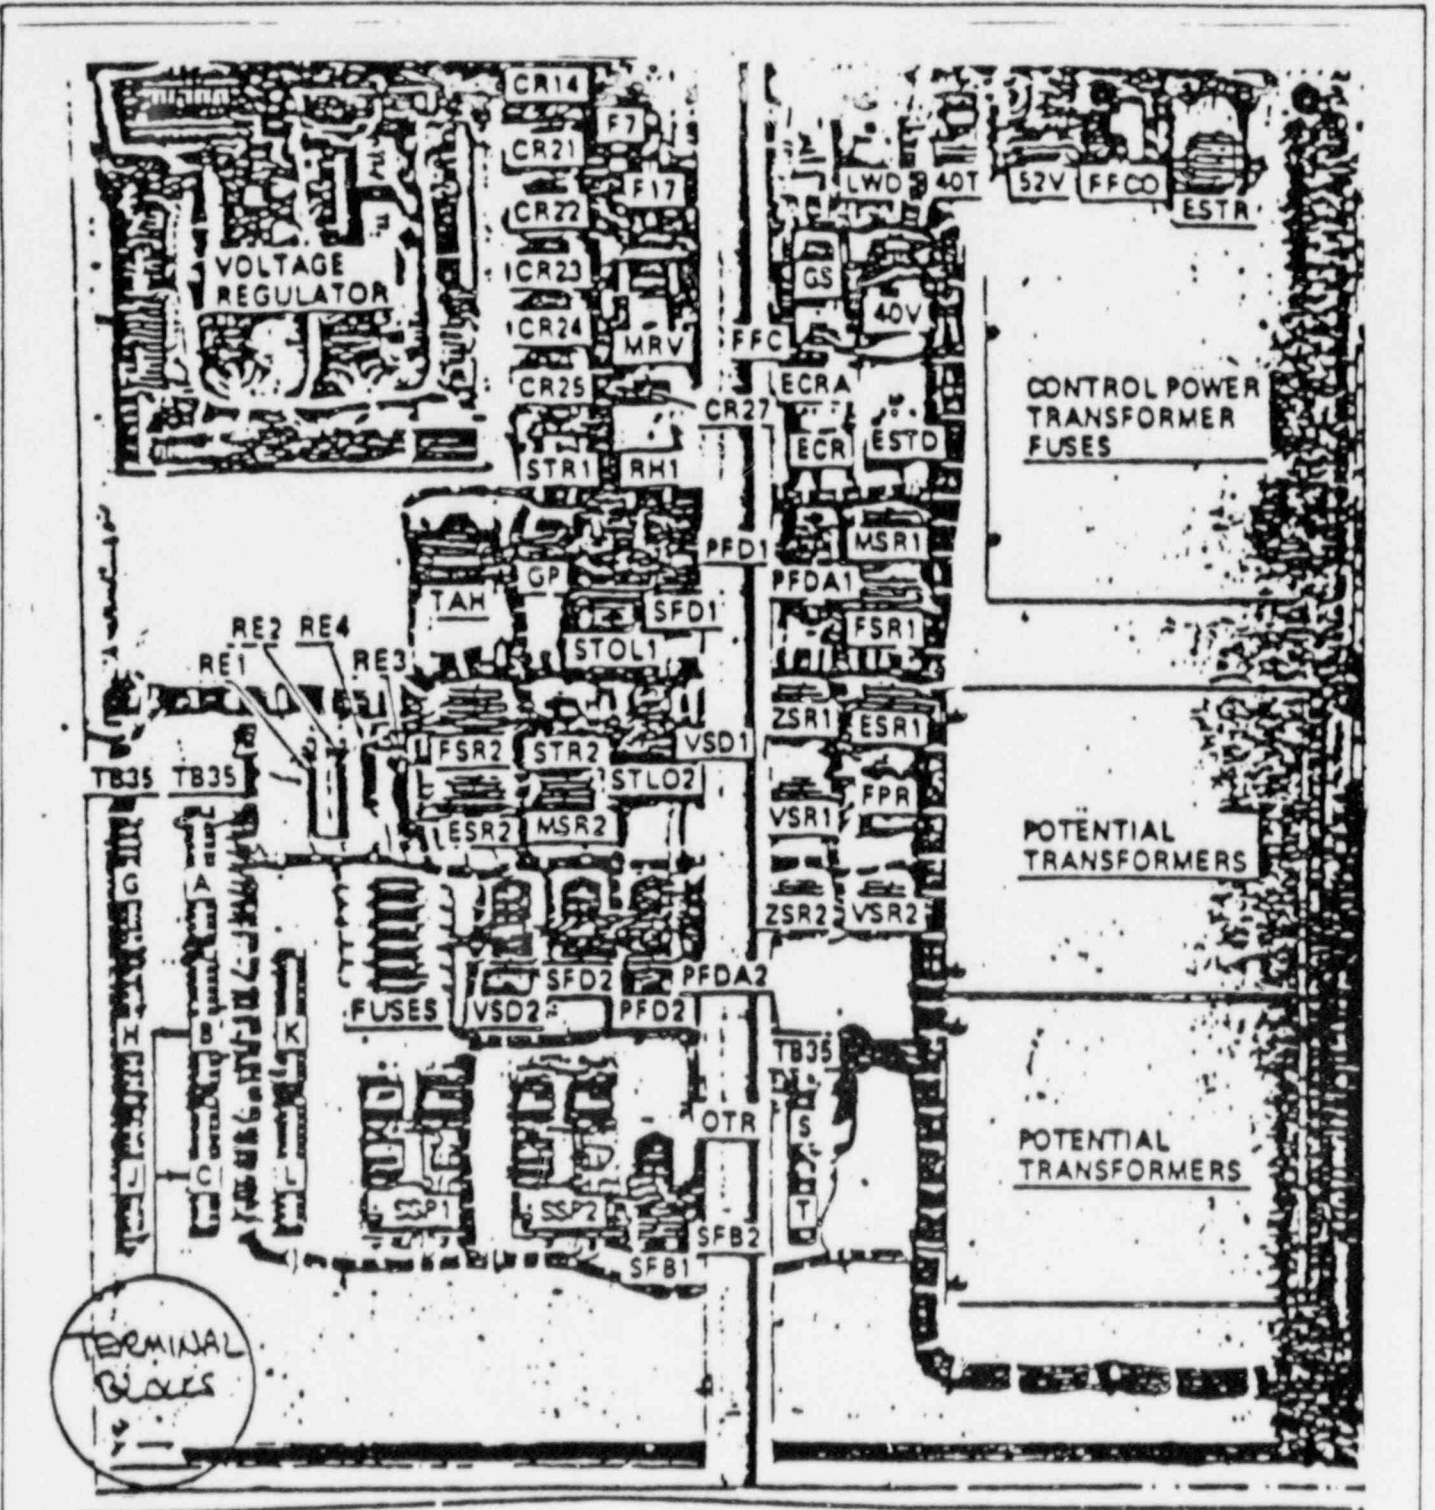 CR14
F7
CR21
F17
CR22
CR23
CR24
MRV
CR25
STR1
RH1
VOLTAGE
REGULATOR
LWD
40T
52V
FFCO
ESTR
GS
40V
FFC
ECRA
CR27
ECR
ESTD
CONTROL POWER
TRANSFORMER
FUSES
PFD1
MSR1
PFDA1
FSR1
TAH
GP
SFD1
STOL1
RE2
RE4
RE1
RE3
ZSR1
ESR1
FSR2
STR2
VSD1
TB35
TB35
STLO2
ESR2
MSR2
VSR1
FPR
POTENTIAL
TRANSFORMERS
G
A
ZSR2
VSR2
SFD2
PFDA2
FUSES
VSD2
PFD2
H
B
K
TB35
OTR
S
POTENTIAL
TRANSFORMERS
J
C
L
SSP1
SSP2
T
SFB2
SFB1
TERMINAL
BLOCKS